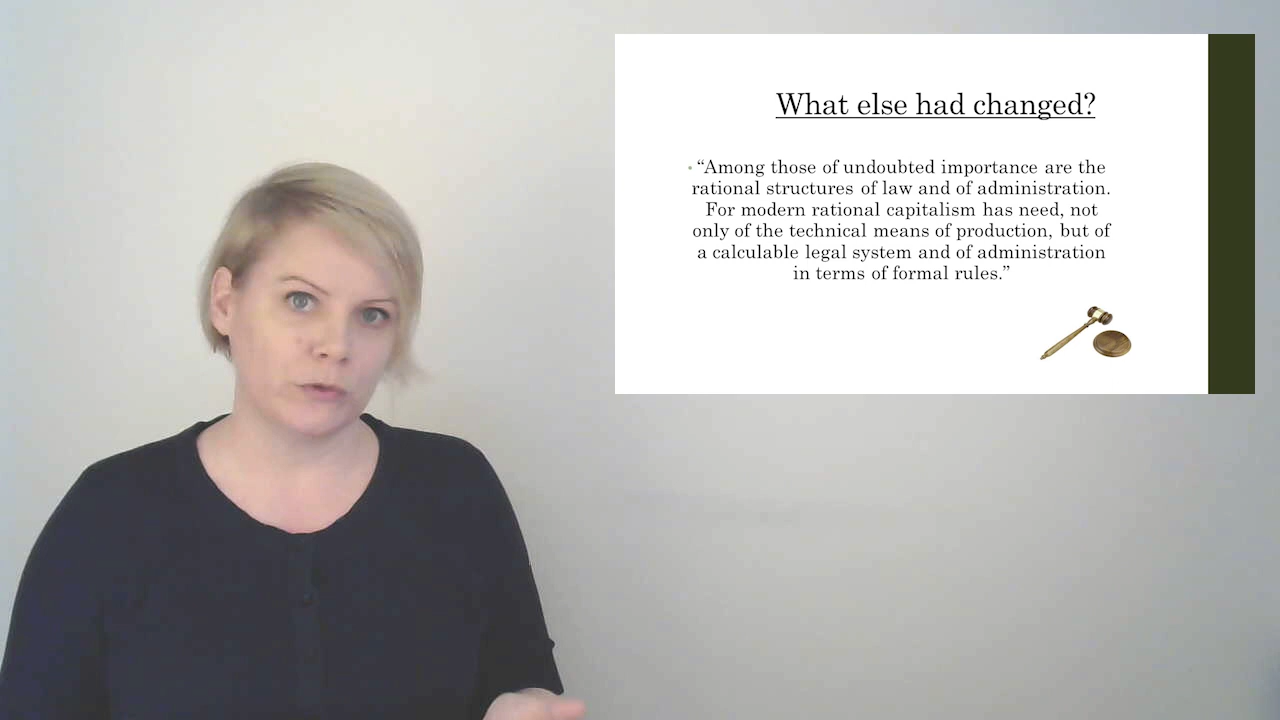 What else had changed?
• “Among those of undoubted importance are the
rational structures of law and of administration.
For modern rational capitalism has need, not
only of the technical means of production, but of
a calculable legal system and of administration
in terms of formal rules.”